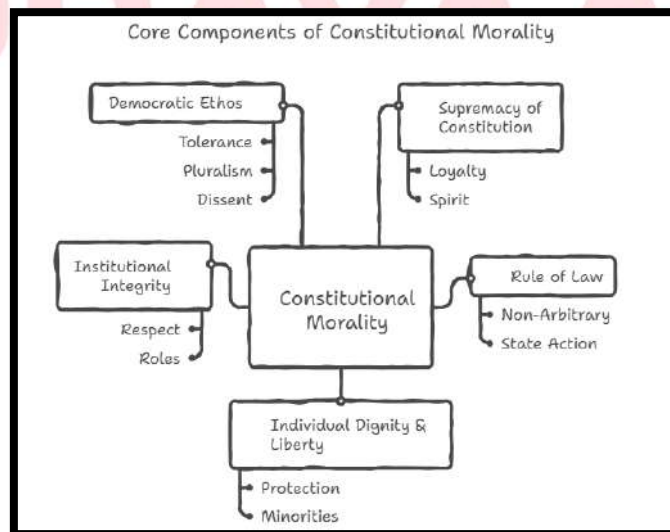 Core Components of Constitutional Morality
Democratic Ethos
Tolerance
Pluralism
Dissent
Supremacy of
Constitution
Loyalty
Spirit
Institutional
Integrity
Respect
Roles
Constitutional
Morality
Rule of Law
Non-Arbitrary
State Action
Individual Dignity &
Liberty
Protection
Minorities